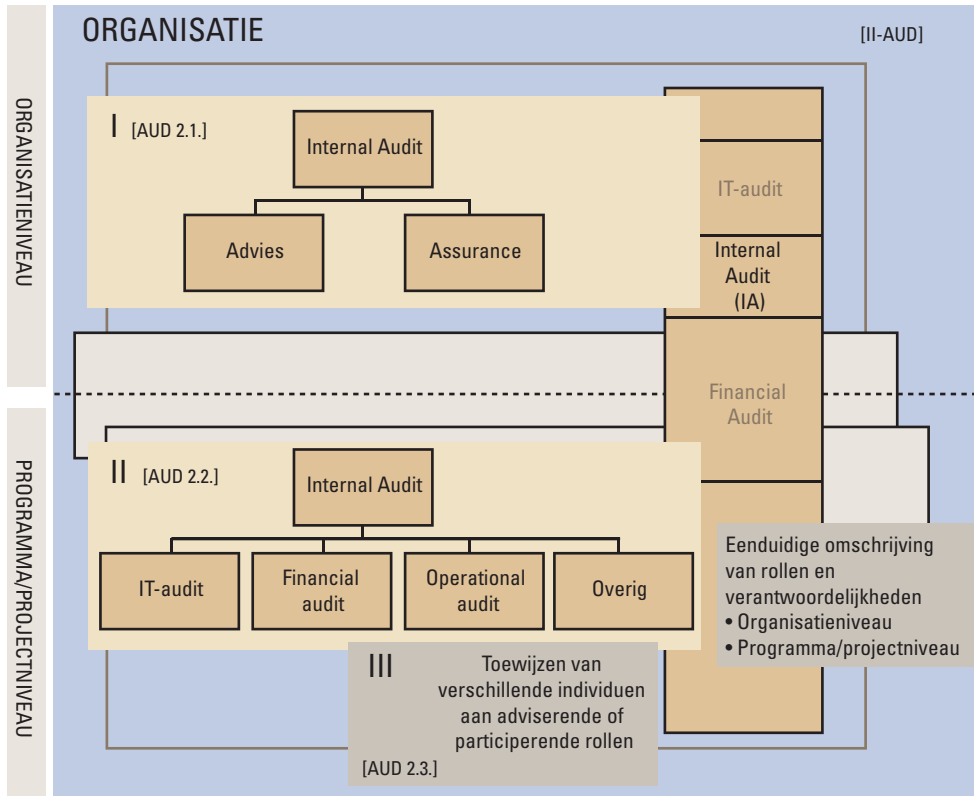 ORGANISATIE
[II-AUD]
ORGANISATIENIVEAU
I [AUD 2.1.]
Internal Audit
Advies
Assurance
IT-audit
Internal
Audit
(IA)
Financial
Audit
PROGRAMMA/PROJECTNIVEAU
II [AUD 2.2.]
Internal Audit
IT-audit
Financial
audit
Operational
audit
Overig
Eenduidige omschrijving
van rollen en
verantwoordelijkheden
• Organisatieniveau
• Programma/projectniveau
III
Toewijzen van
verschillende individuen
aan adviserende of
participerende rollen
[AUD 2.3.]